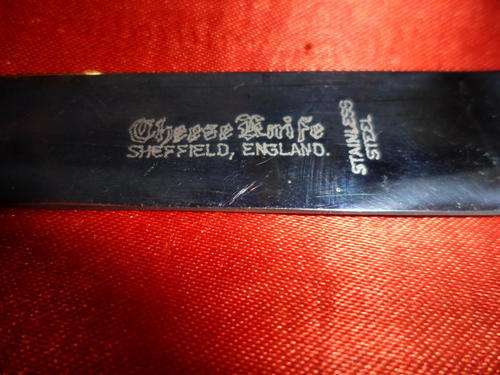 Cheese Knife
SHEFFIELD, ENGLAND.
STAINLESS
STEEL